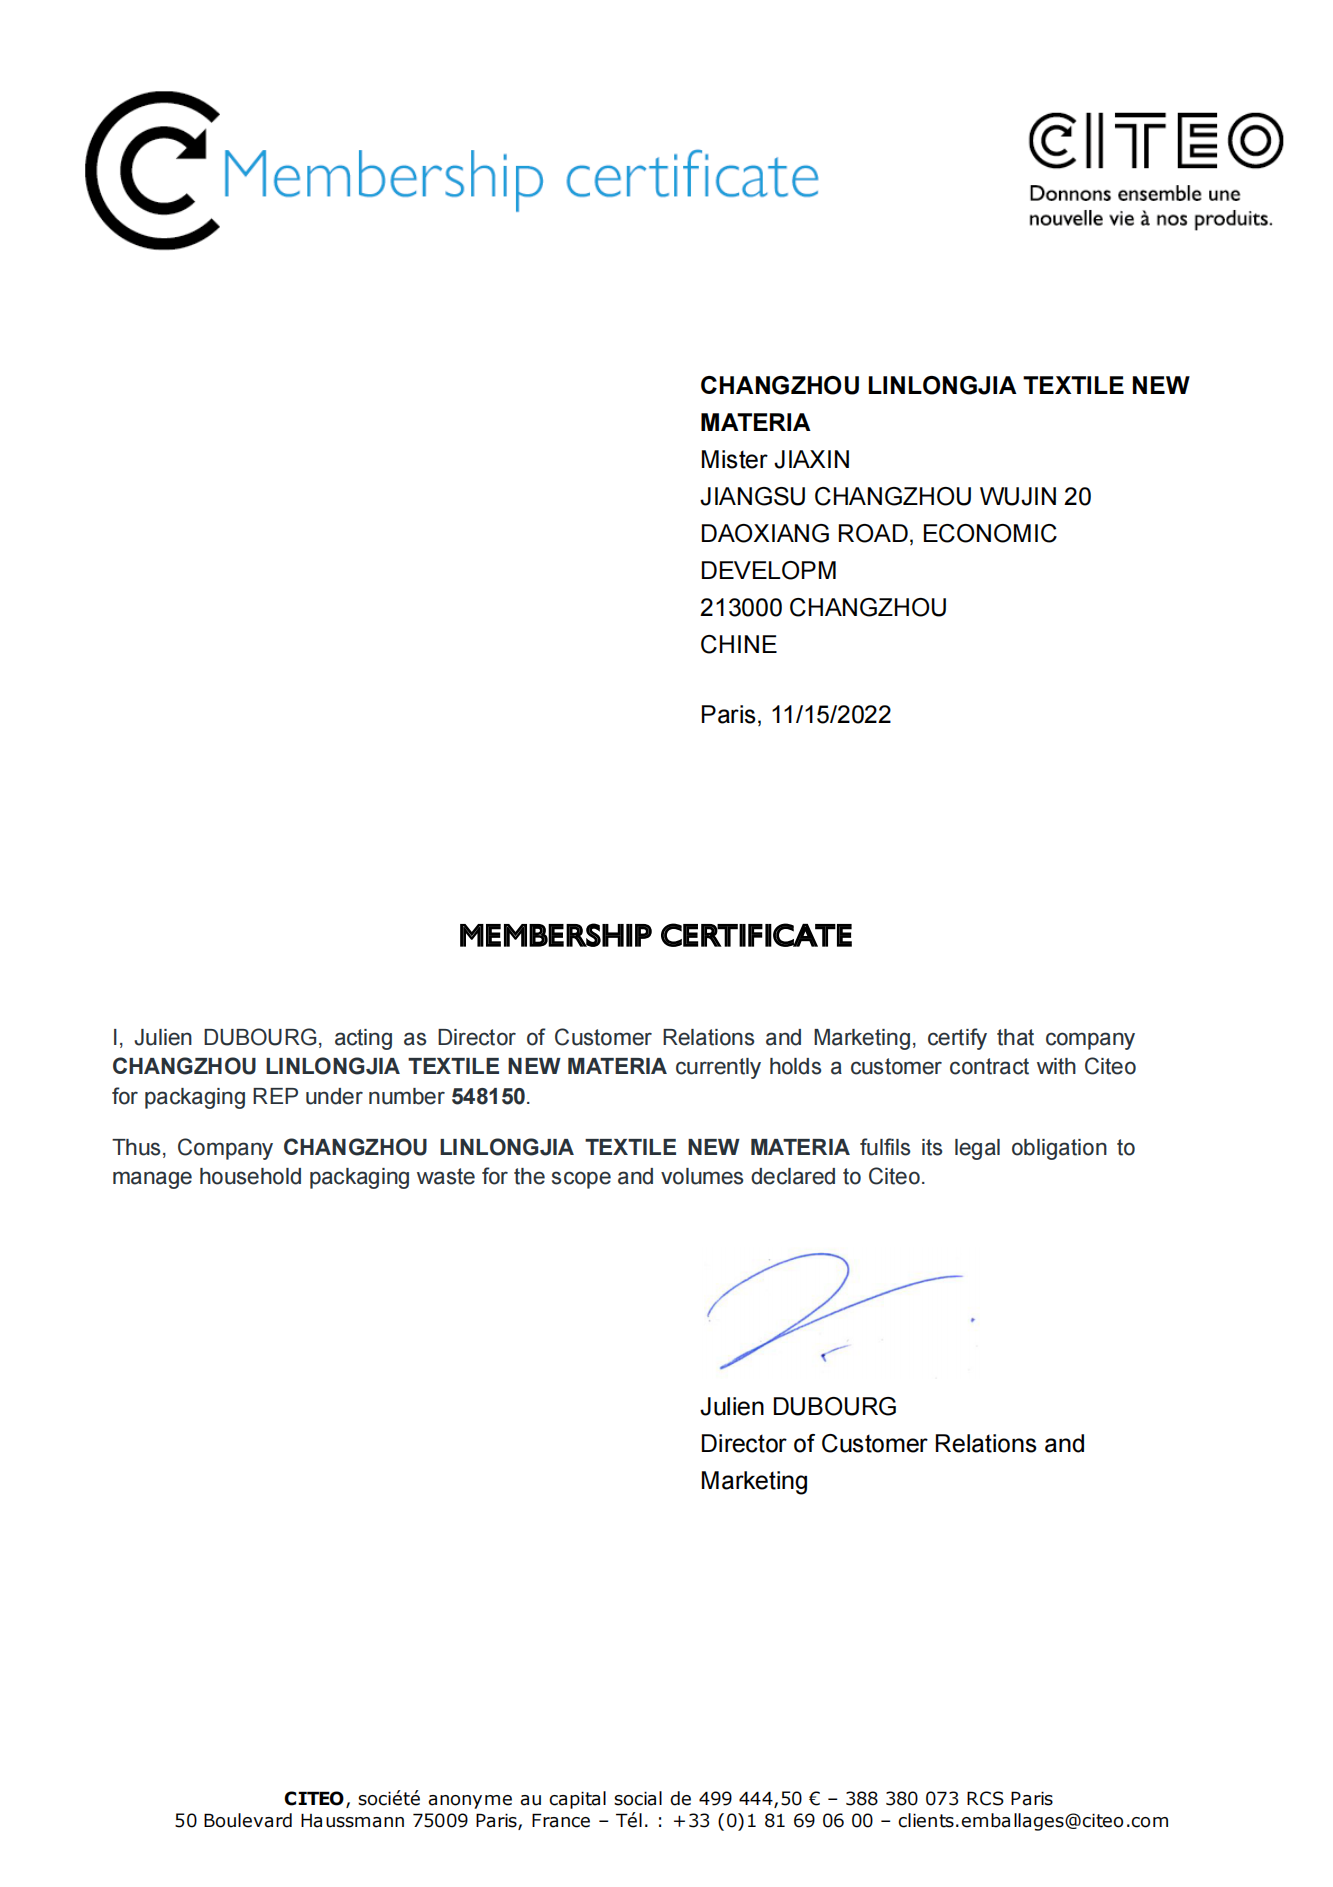 Membership certificate
CITEO
Donnons ensemble une
nouvelle vie à nos produits.
CHANGZHOU LINLONGJIA TEXTILE NEW
MATERIA
Mister JIAXIN
JIANGSU CHANGZHOU WUJIN 20
DAOXIANG ROAD, ECONOMIC
DEVELOPM
213000 CHANGZHOU
CHINE
Paris, 11/15/2022
MEMBERSHIP CERTIFICATE
I, Julien DUBOURG, acting as Director of Customer Relations and Marketing, certify that company
CHANGZHOU LINLONGJIA TEXTILE NEW MATERIA currently holds a customer contract with Citeo
for packaging REP under number 548150.
Thus, Company CHANGZHOU LINLONGJIA TEXTILE NEW MATERIA fulfils its legal obligation to
manage household packaging waste for the scope and volumes declared to Citeo.
Julien DUBOURG
Director of Customer Relations and
Marketing
CITEO, société anonyme au capital social de 499 444,50 € – 388 380 073 RCS Paris
50 Boulevard Haussmann 75009 Paris, France – Tél. : +33 (0)1 81 69 06 00 – clients.emballages@citeo.com